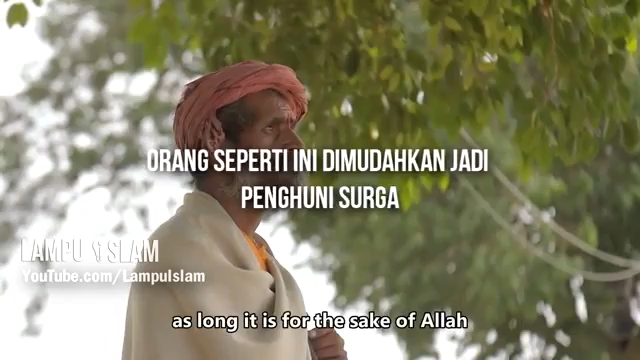 ORANG SEPERTI INI DIMUDAHKAN JADI
PENGHUNI SURGA
LAMPU ISLAM
YouTube.com/LampuIslam
as long it is for the sake of Allah